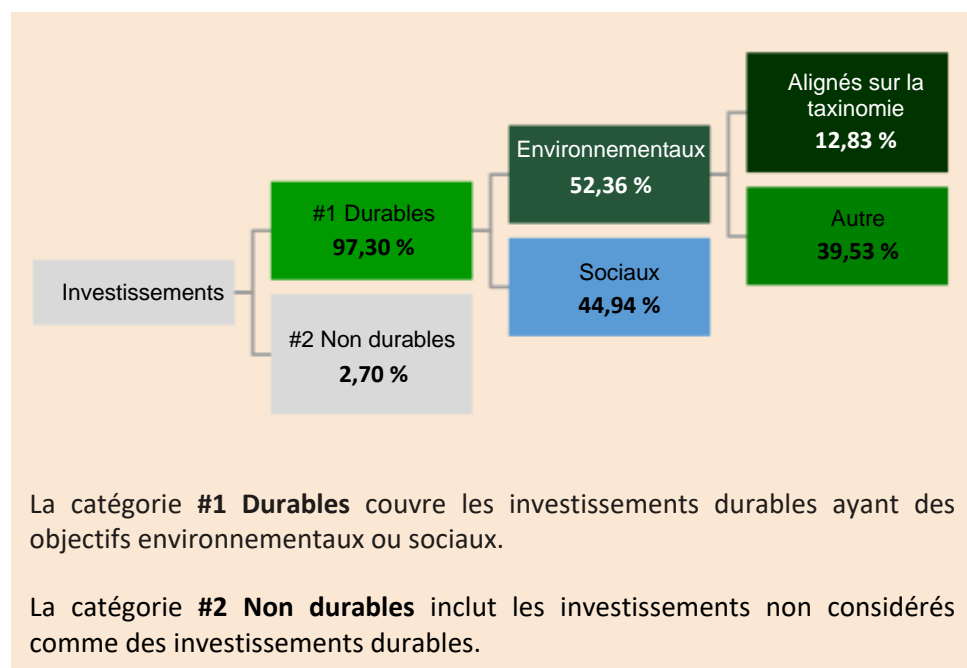 Investissements
#1 Durables
97,30 %
#2 Non durables
2,70 %
Environnementaux
52,36 %
Sociaux
44,94 %
Alignés sur la
taxinomie
12,83 %
Autre
39,53 %
La catégorie #1 Durables couvre les investissements durables ayant des
objectifs environnementaux ou sociaux.
La catégorie #2 Non durables inclut les investissements non considérés
comme des investissements durables.